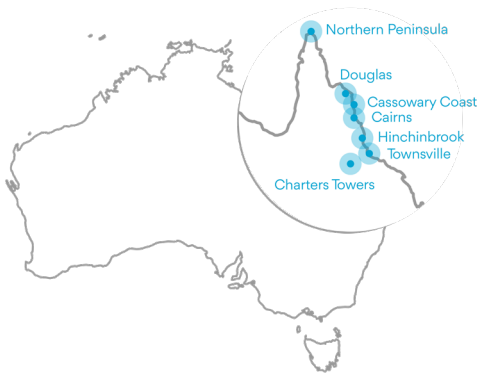 Northern Peninsula
Douglas
Cassowary Coast
Cairns
Hinchinbrook
Townsville
Charters Towers